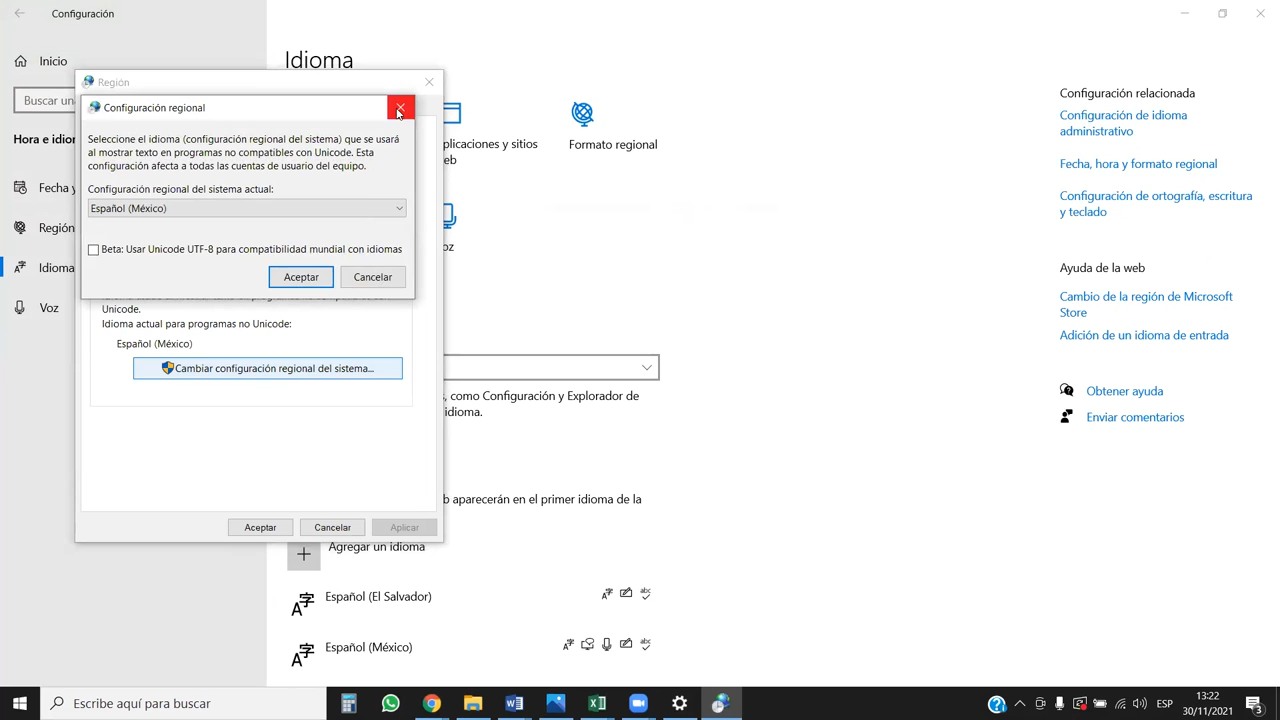 Configuración
Inicio
Buscar un
Hora e idior
Fecha y
Región
Idioma
Voz
Idioma
plicaciones y sitios
eb
Formato regional
oz
, como Configuración y Explorador de
idioma.
b aparecerán en el primer idioma de la
Agregar un idioma
Español (El Salvador)
Español (México)
Región
Configuración regional
Seleccione el idioma (configuración regional del sistema) que se usará
al mostrar texto en programas no compatibles con Unicode. Esta
configuración afecta a todas las cuentas de usuario del equipo.
Configuración regional del sistema actual:
Español (México)
Beta: Usar Unicode UTF-8 para compatibilidad mundial con idiomas
Aceptar
Cancelar
Unicode.
Idioma actual para programas no Unicode:
Español (México)
Cambiar configuración regional del sistema...
Aceptar
Cancelar
Aplicar
Configuración relacionada
Configuración de idioma
administrativo
Fecha, hora y formato regional
Configuración de ortografía, escritura
y teclado
Ayuda de la web
Cambio de la región de Microsoft
Store
Adición de un idioma de entrada
Obtener ayuda
Enviar comentarios
Escribe aquí para buscar
ESP
13:22
30/11/2021
3